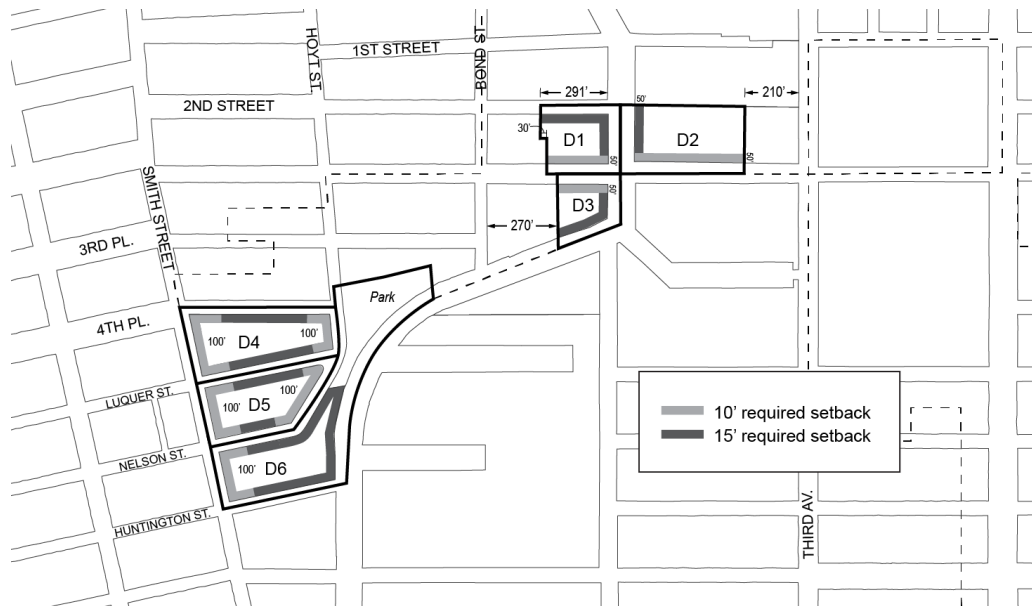 HOYT ST.
BOND ST.
1ST STREET
2ND STREET
291'
210'
50'
30'
D1
D2
50'
50'
SMITH STREET
50'
D3
3RD PL.
270'
Park
4TH PL.
100'
D4
100'
LUQUER ST.
100'
D5
100'
10' required setback
15' required setback
NELSON ST.
100'
D6
HUNTINGTON ST.
THIRD AV.